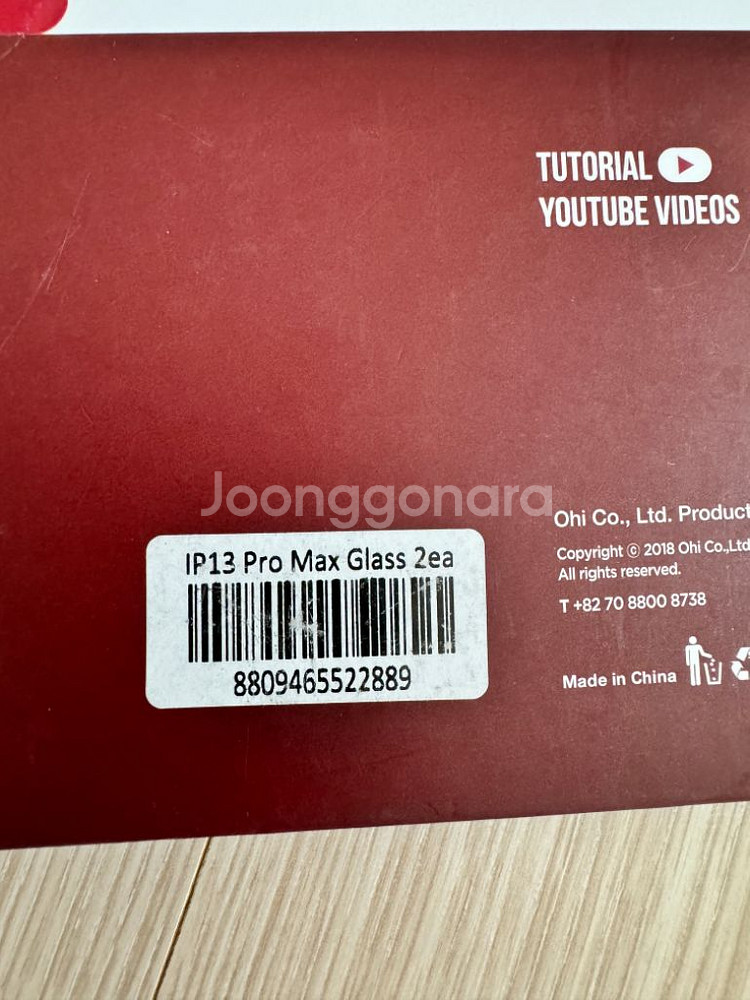 TUTORIAL
YOUTUBE VIDEOS
Joonggonara
Ohi Co., Ltd. Product
Copyright ⓒ 2018 Ohi Co.,Ltd
All rights reserved.
T +82 70 8800 8738
Made in China
IP13 Pro Max Glass 2ea
8809465522889